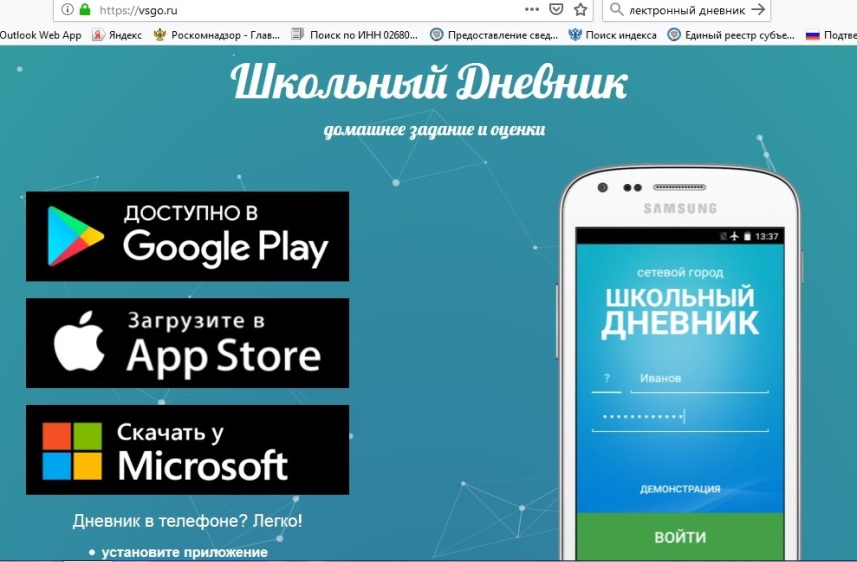 https://vsgo.ru
лектронный дневник
Outlook Web App Яндекс Роскомнадзор - Глав... Поиск по ИНН 02680... Предоставление свед... Поиск индекса Единый реестр субъе... Подтве
Школьный Дневник
домашнее задание и оценки
ДОСТУПНО В
Google Play
Загрузите в
App Store
Скачать у
Microsoft
Дневник в телефоне? Легко!
• установите приложение
SAMSUNG
13:37
сетевой город
ШКОЛЬНЫЙ
ДНЕВНИК
? Иванов
ДЕМОНСТРАЦИЯ
ВОЙТИ